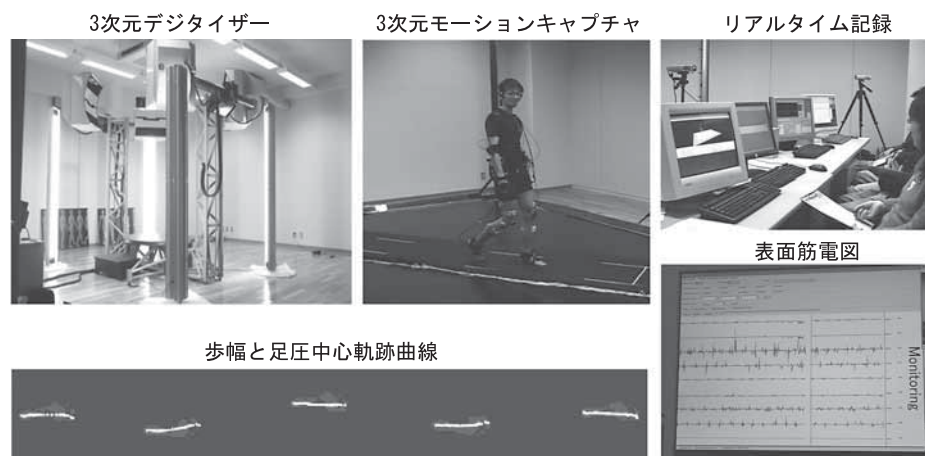 3次元デジタイザー
3次元モーションキャプチャ
リアルタイム記録
表面筋電図
Monitoring
歩幅と足圧中心軌跡曲線